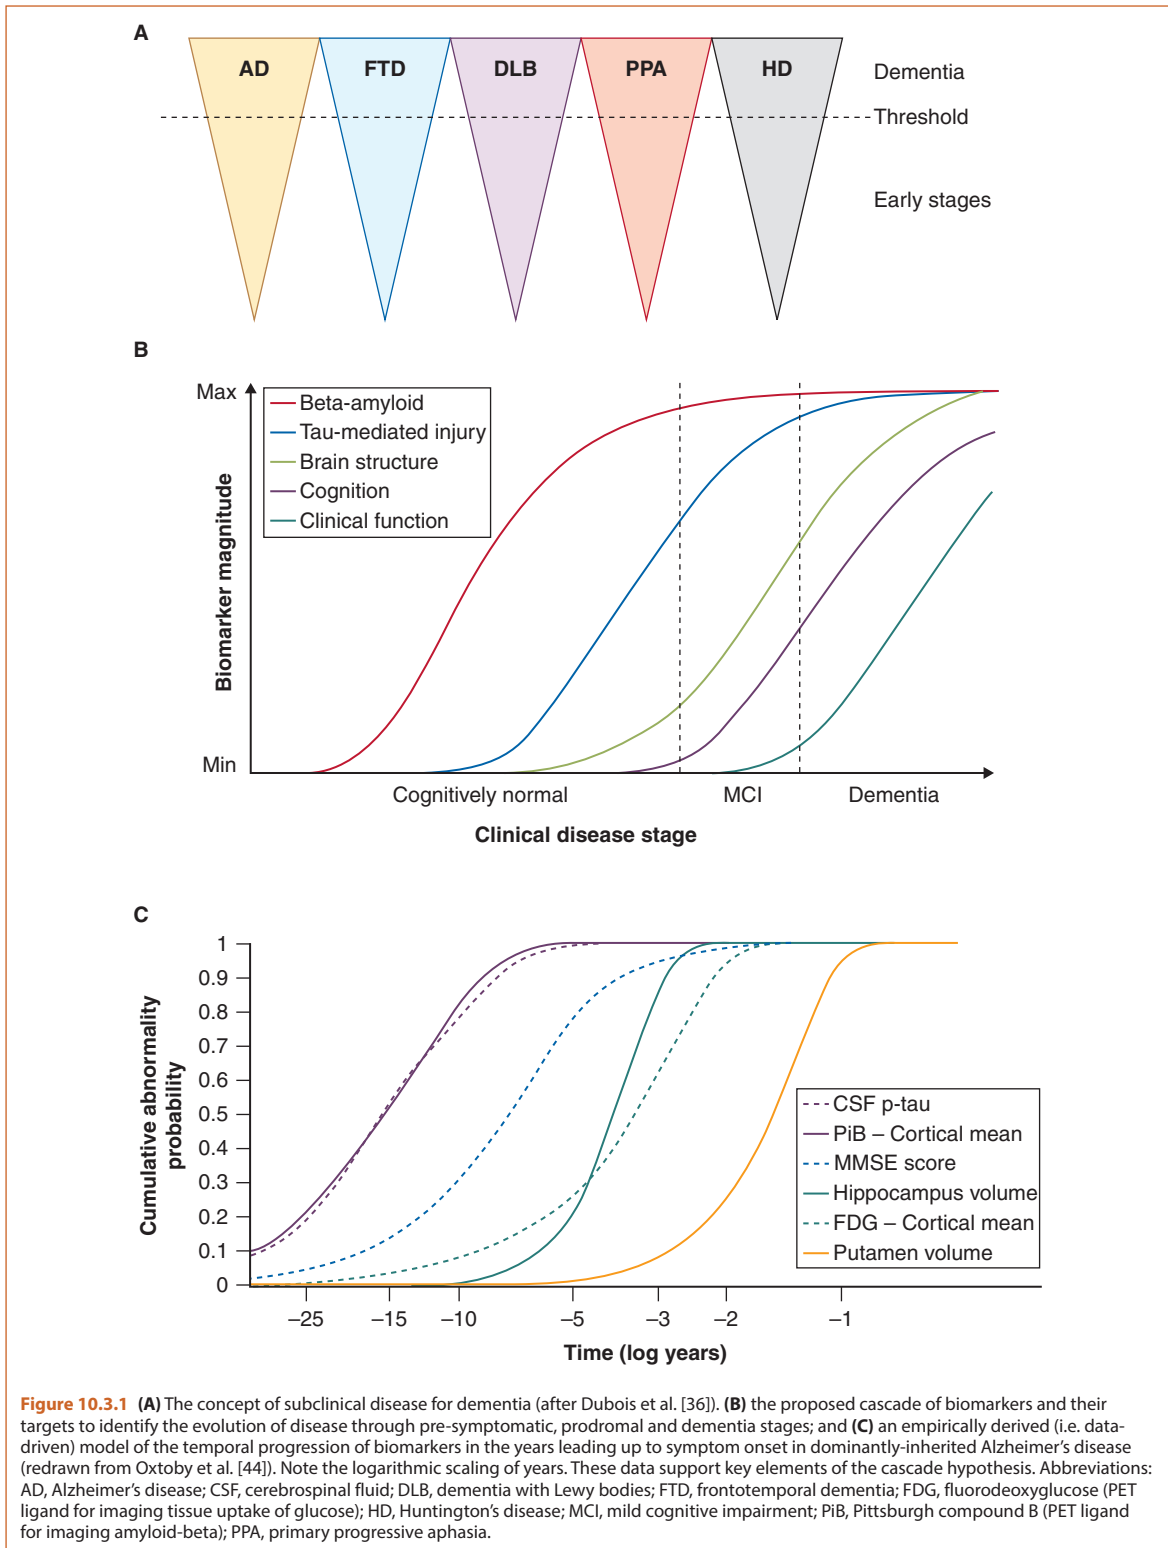 A
AD FTD DLB PPA HD Dementia
Threshold
Early stages
B
Max
Beta-amyloid
Tau-mediated injury
Brain structure
Cognition
Clinical function
Biomarker magnitude
Min
Cognitively normal MCI Dementia
Clinical disease stage
C
1
0.9
0.8
0.7
0.6
0.5
0.4
0.3
0.2
0.1
0
Cumulative abnormality
probability
CSF p-tau
PiB – Cortical mean
MMSE score
Hippocampus volume
FDG – Cortical mean
Putamen volume
–25 –15 –10 –5 –3 –2 –1
Time (log years)
Figure 10.3.1 (A) The concept of subclinical disease for dementia (after Dubois et al. [36]). (B) the proposed cascade of biomarkers and their
targets to identify the evolution of disease through pre-symptomatic, prodromal and dementia stages; and (C) an empirically derived (i.e. data-
driven) model of the temporal progression of biomarkers in the years leading up to symptom onset in dominantly-inherited Alzheimer's disease
(redrawn from Oxtoby et al. [44]). Note the logarithmic scaling of years. These data support key elements of the cascade hypothesis. Abbreviations:
AD, Alzheimer's disease; CSF, cerebrospinal fluid; DLB, dementia with Lewy bodies; FTD, frontotemporal dementia; FDG, fluorodeoxyglucose (PET
ligand for imaging tissue uptake of glucose); HD, Huntington's disease; MCI, mild cognitive impairment; PiB, Pittsburgh compound B (PET ligand
for imaging amyloid-beta); PPA, primary progressive aphasia.